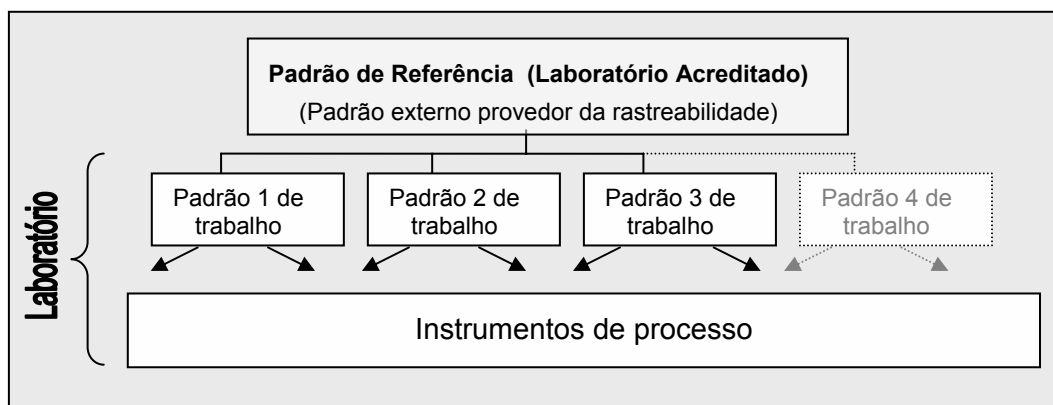 Padrão de Referência (Laboratório Acreditado)
(Padrão externo provedor da rastreabilidade)
Laboratório
Padrão 1 de
trabalho
Padrão 2 de
trabalho
Padrão 3 de
trabalho
Padrão 4 de
trabalho
Instrumentos de processo